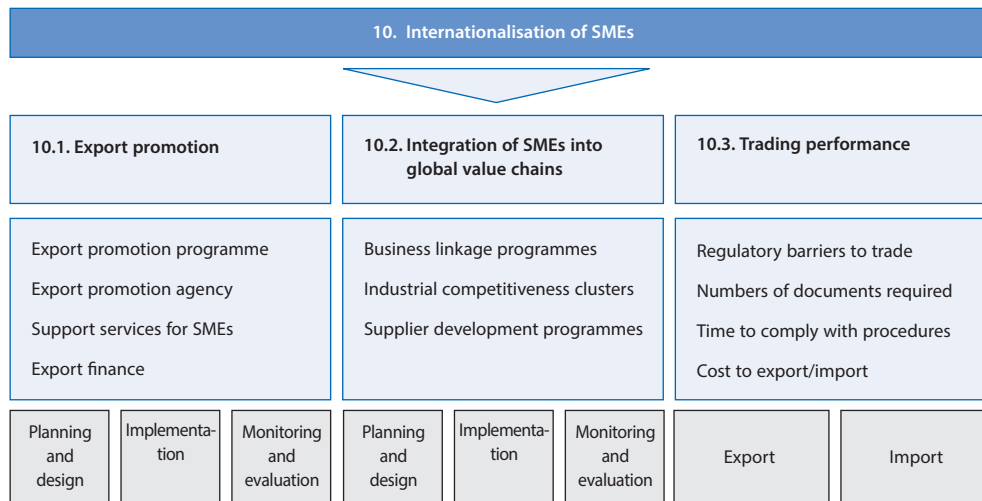 10. Internationalisation of SMEs
10.1. Export promotion
10.2. Integration of SMEs into
global value chains
10.3. Trading performance
Export promotion programme
Export promotion agency
Support services for SMEs
Export finance
Business linkage programmes
Industrial competitiveness clusters
Supplier development programmes
Regulatory barriers to trade
Numbers of documents required
Time to comply with procedures
Cost to export/import
Planning
and
design
Implementa-
tion
Monitoring
and
evaluation
Planning
and
design
Implementa-
tion
Monitoring
and
evaluation
Export
Import